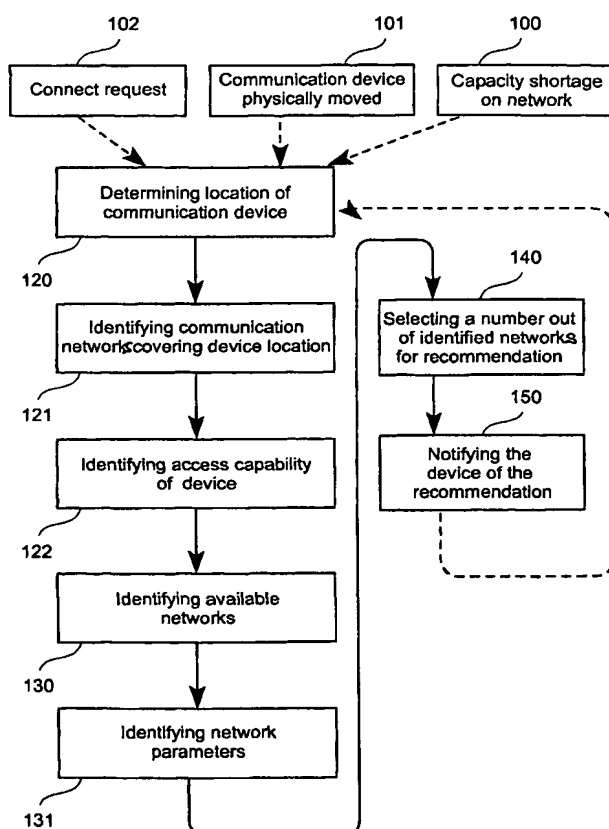 102
101
100
Connect request
Communication device
physically moved
Capacity shortage
on network
Determining location of
communication device
120
Identifying communication
networks covering device location
121
Identifying access capability
of device
122
Identifying available
networks
130
Identifying network
parameters
131
140
Selecting a number out
of identified networks
for recommendation
150
Notifying the
device of the
recommendation